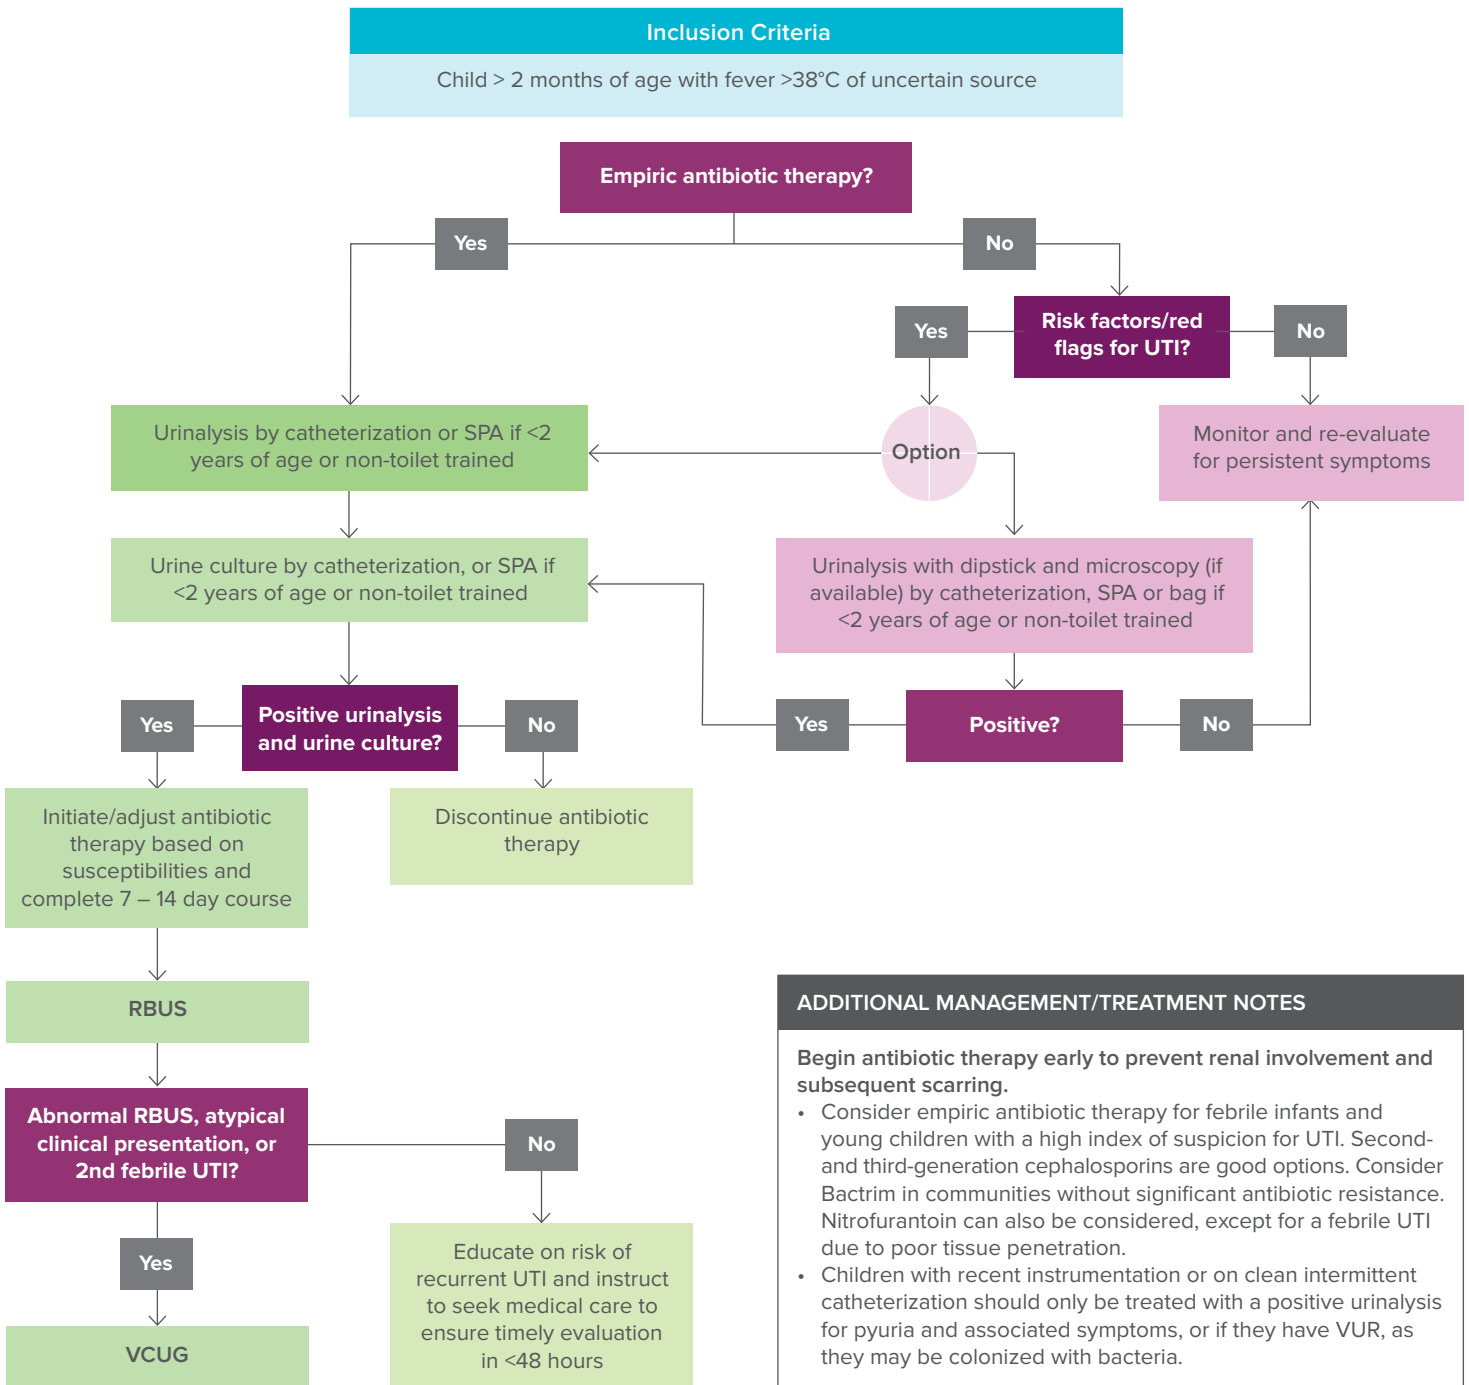 Inclusion Criteria
Child > 2 months of age with fever >38°C of uncertain source
Empiric antibiotic therapy?
Yes
No
Risk factors/red
flags for UTI?
Yes
No
Urinalysis by catheterization or SPA if <2
years of age or non-toilet trained
Option
Monitor and re-evaluate
for persistent symptoms
Urine culture by catheterization, or SPA if
<2 years of age or non-toilet trained
Urinalysis with dipstick and microscopy (if
available) by catheterization, SPA or bag if
<2 years of age or non-toilet trained
Positive urinalysis
and urine culture?
Yes
No
Positive?
Yes
No
Initiate/adjust antibiotic
therapy based on
susceptibilities and
complete 7 – 14 day course
Discontinue antibiotic
therapy
RBUS
Abnormal RBUS, atypical
clinical presentation, or
2nd febrile UTI?
No
Yes
Educate on risk of
recurrent UTI and instruct
to seek medical care to
ensure timely evaluation
in <48 hours
VCUG
ADDITIONAL MANAGEMENT/TREATMENT NOTES
Begin antibiotic therapy early to prevent renal involvement and
subsequent scarring.
• Consider empiric antibiotic therapy for febrile infants and
young children with a high index of suspicion for UTI. Second-
and third-generation cephalosporins are good options. Consider
Bactrim in communities without significant antibiotic resistance.
Nitrofurantoin can also be considered, except for a febrile UTI
due to poor tissue penetration.
• Children with recent instrumentation or on clean intermittent
catheterization should only be treated with a positive urinalysis
for pyuria and associated symptoms, or if they have VUR, as
they may be colonized with bacteria.